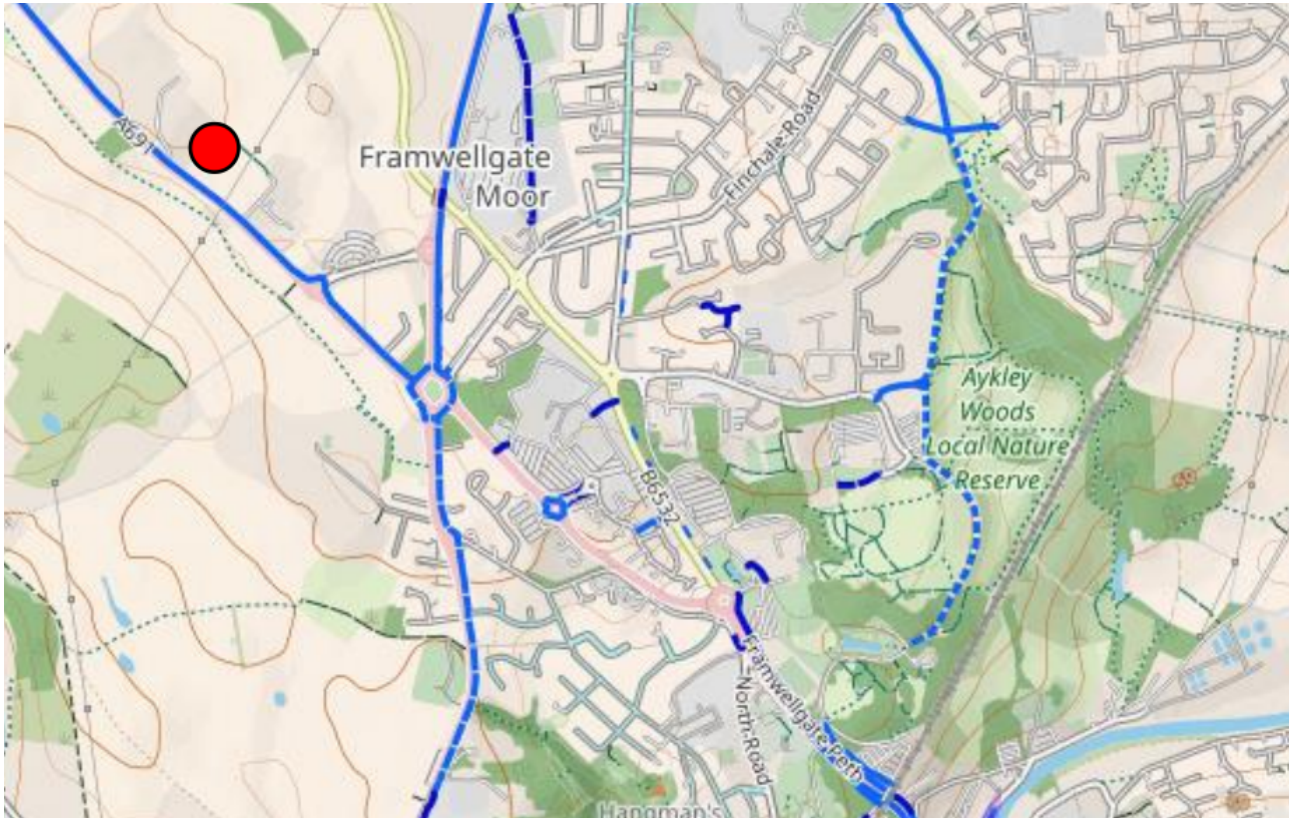 A691
Framwellgate
Moor
Finchale Road
Aykley
Woods
Local Nature
Reserve
B6532
Framwellgate Peth
North Road
Hangman's